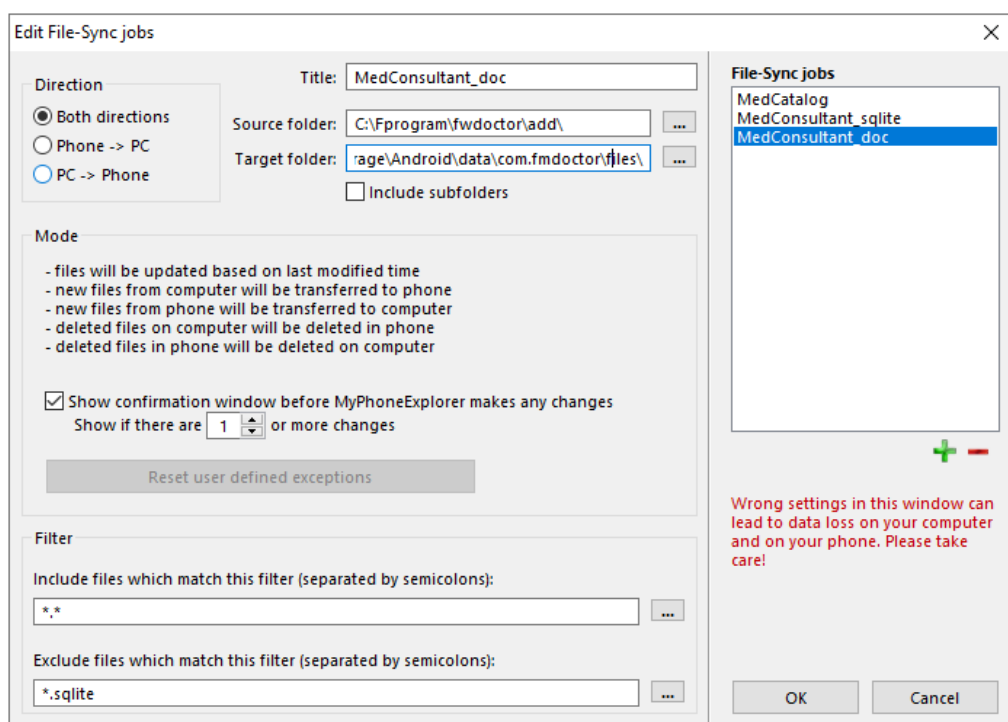 Edit File-Sync jobs
Direction
Both directions
Phone -> PC
PC -> Phone
Title: MedConsultant_doc
Source folder: C:\Fprogram\fwdoctor\add\ ...
Target folder: rage\Android\data\com.fmdoctor\files\ ...
Include subfolders
Mode
- files will be updated based on last modified time
- new files from computer will be transferred to phone
- new files from phone will be transferred to computer
- deleted files on computer will be deleted in phone
- deleted files in phone will be deleted on computer
Show confirmation window before MyPhoneExplorer makes any changes
Show if there are 1 or more changes
Reset user defined exceptions
Filter
Include files which match this filter (separated by semicolons):
*.* ...
Exclude files which match this filter (separated by semicolons):
*.sqlite ...
File-Sync jobs
MedCatalog
MedConsultant_sqlite
MedConsultant_doc
Wrong settings in this window can
lead to data loss on your computer
and on your phone. Please take
care!
OK Cancel